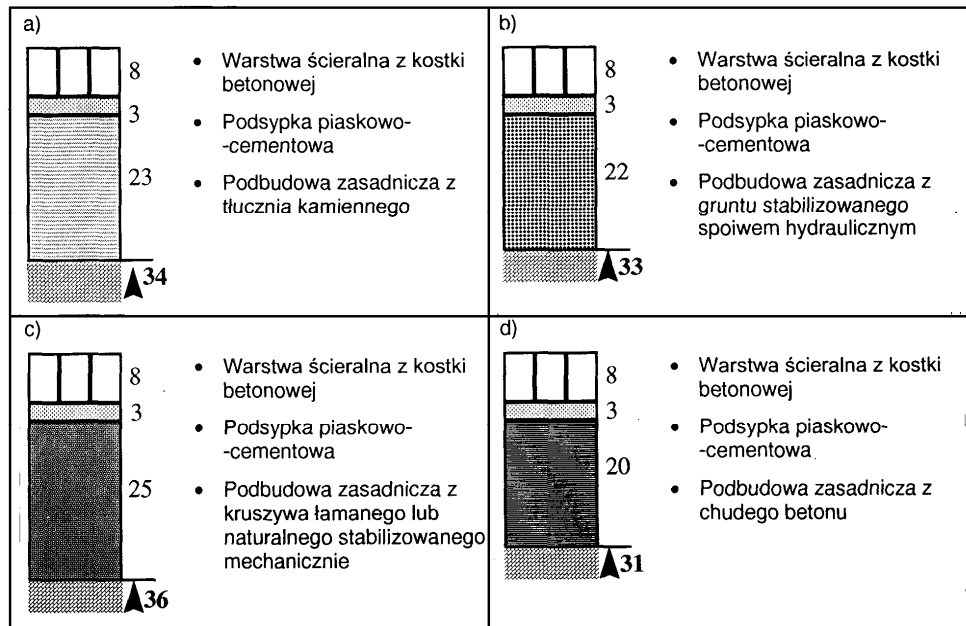 a)
8
3
23
34
• Warstwa ścieralna z kostki
betonowej
• Podsypka piaskowo-
-cementowa
• Podbudowa zasadnicza z
tłucznia kamiennego
b)
8
3
22
33
• Warstwa ścieralna z kostki
betonowej
• Podsypka piaskowo-
-cementowa
• Podbudowa zasadnicza z
gruntu stabilizowanego
spoiwem hydraulicznym
c)
8
3
25
36
• Warstwa ścieralna z kostki
betonowej
• Podsypka piaskowo-
-cementowa
• Podbudowa zasadnicza z
kruszywa łamanego lub
naturalnego stabilizowanego
mechanicznie
d)
8
3
20
31
• Warstwa ścieralna z kostki
betonowej
• Podsypka piaskowo-
-cementowa
• Podbudowa zasadnicza z
chudego betonu